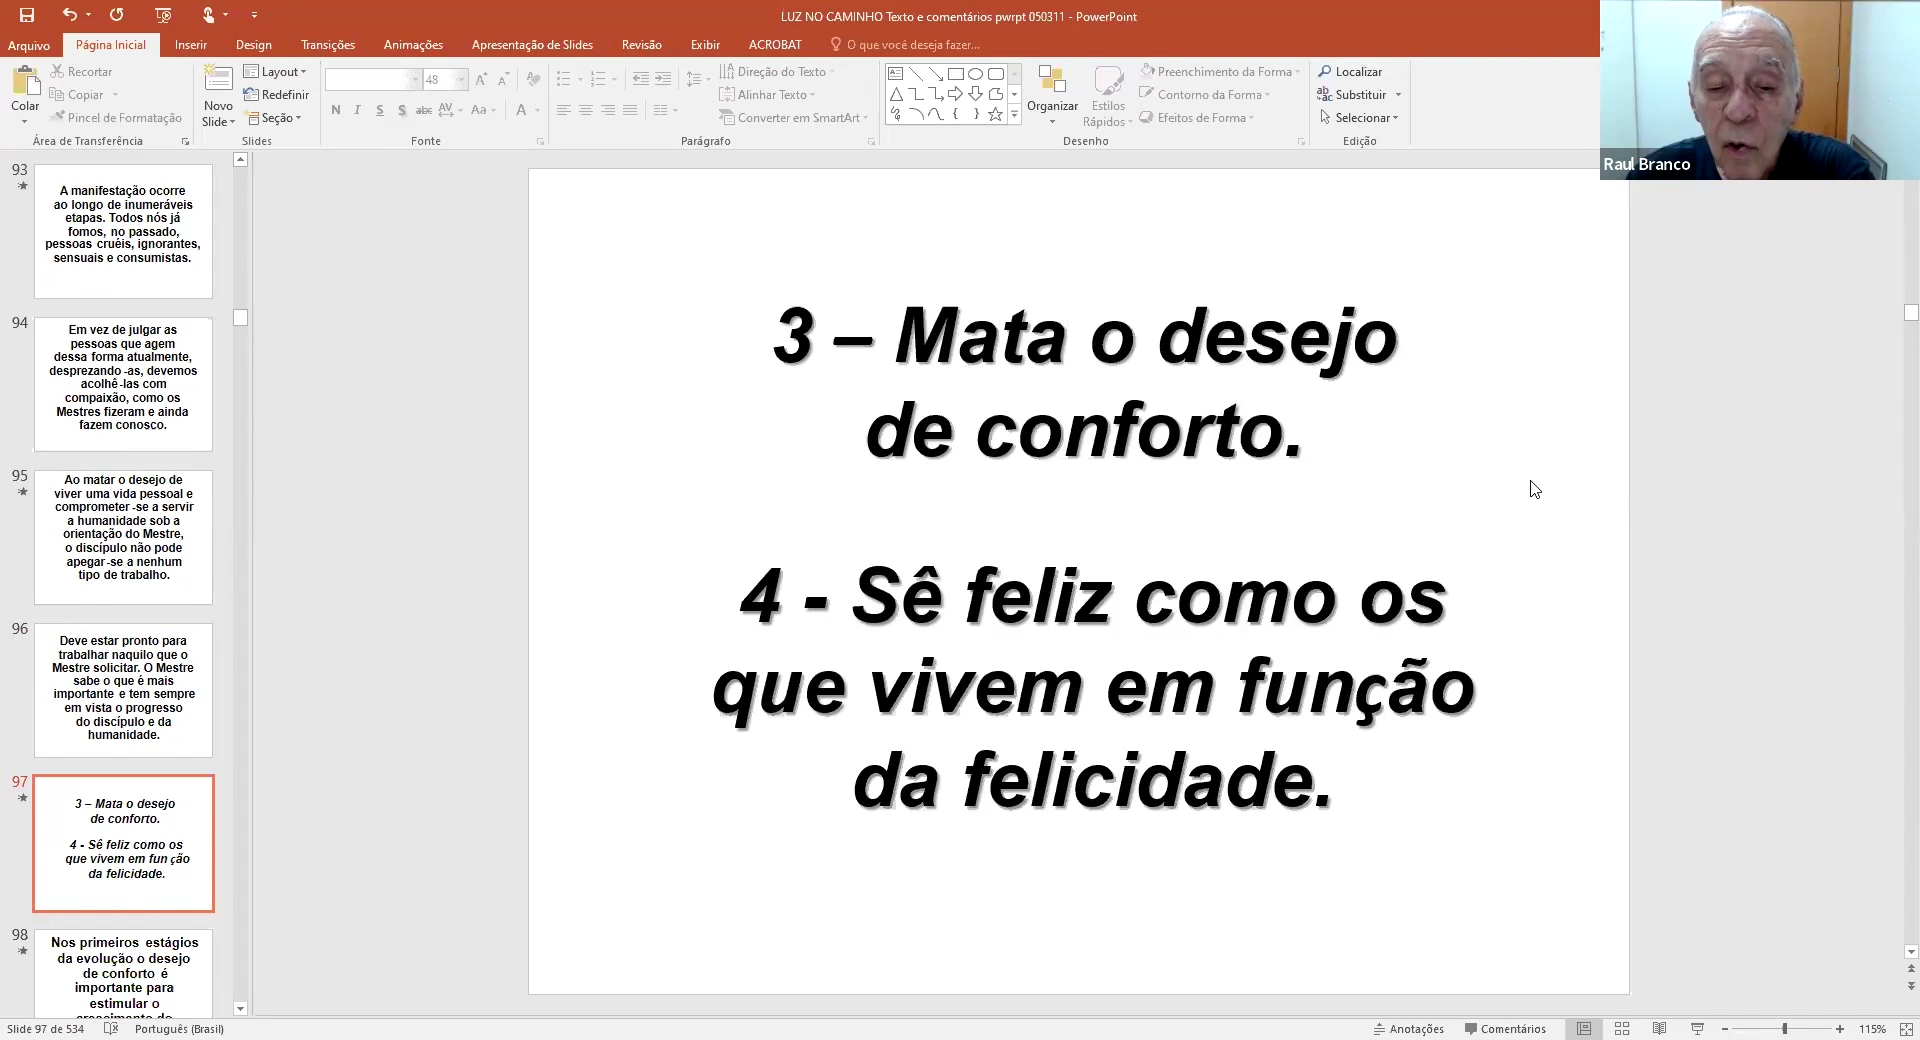 LUZ NO CAMINHO Texto e comentários pwrpt 050311 - PowerPoint
Arquivo Página Inicial Inserir Design Transições Animações Apresentação de Slides Revisão Exibir ACROBAT O que você deseja fazer...
Colar
Recortar
Copiar
Pincel de Formatação
Área de Transferência
Novo
Slide
Layout
Redefinir
Seção
Slides
48
N I S S abc AV Aa A
Fonte
Direção do Texto
Alinhar Texto
Converter em SmartArt
Parágrafo
Organizar
Estilos
Rápidos
Preenchimento da Forma
Contorno da Forma
Efeitos de Forma
Desenho
Localizar
Substituir
Selecionar
Edição
Raul Branco
93
A manifestação ocorre
ao longo de inumeráveis
etapas. Todos nós já
fomos, no passado,
pessoas cruéis, ignorantes,
sensuais e consumistas.
94
Em vez de julgar as
pessoas que agem
dessa forma atualmente,
desprezando -as, devemos
acolhê-las com
compaixão, como os
Mestres fizeram e ainda
fazem conosco.
95
Ao matar o desejo de
viver uma vida pessoal e
comprometer -se a servir
a humanidade sob a
orientação do Mestre,
o discípulo não pode
apegar-se a nenhum
tipo de trabalho.
96
Deve estar pronto para
trabalhar naquilo que o
Mestre solicitar. O Mestre
sabe o que é mais
importante e tem sempre
em vista o progresso
do discípulo e da
humanidade.
97
3 – Mata o desejo
de conforto.
4 - Sê feliz como os
que vivem em fun ção
da felicidade.
98
Nos primeiros estágios
da evolução o desejo
de conforto é
importante para
estimular o
3 – Mata o desejo
de conforto.
4 - Sê feliz como os
que vivem em função
da felicidade.
Slide 97 de 534 Português (Brasil) Anotações Comentários 115%